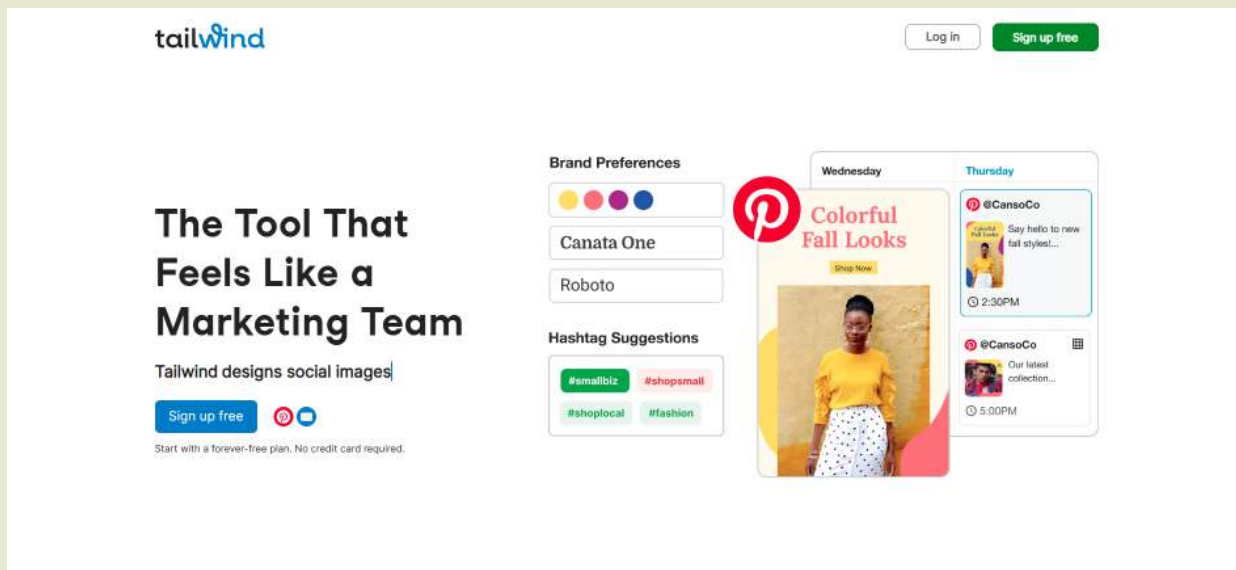 tailwind
Log in
Sign up free
The Tool That
Feels Like a
Marketing Team
Tailwind designs social images
Sign up free
Start with a forever-free plan. No credit card required.
Brand Preferences
Canata One
Roboto
Hashtag Suggestions
#smallbiz
#shopsmall
#shoplocal
#fashion
Colorful
Fall Looks
Shop Now
Wednesday
Thursday
@CansoCo
Colorful
Fall Looks
Say hello to new
fall styles!...
2:30PM
@CansoCo
Our latest
collection...
5:00PM